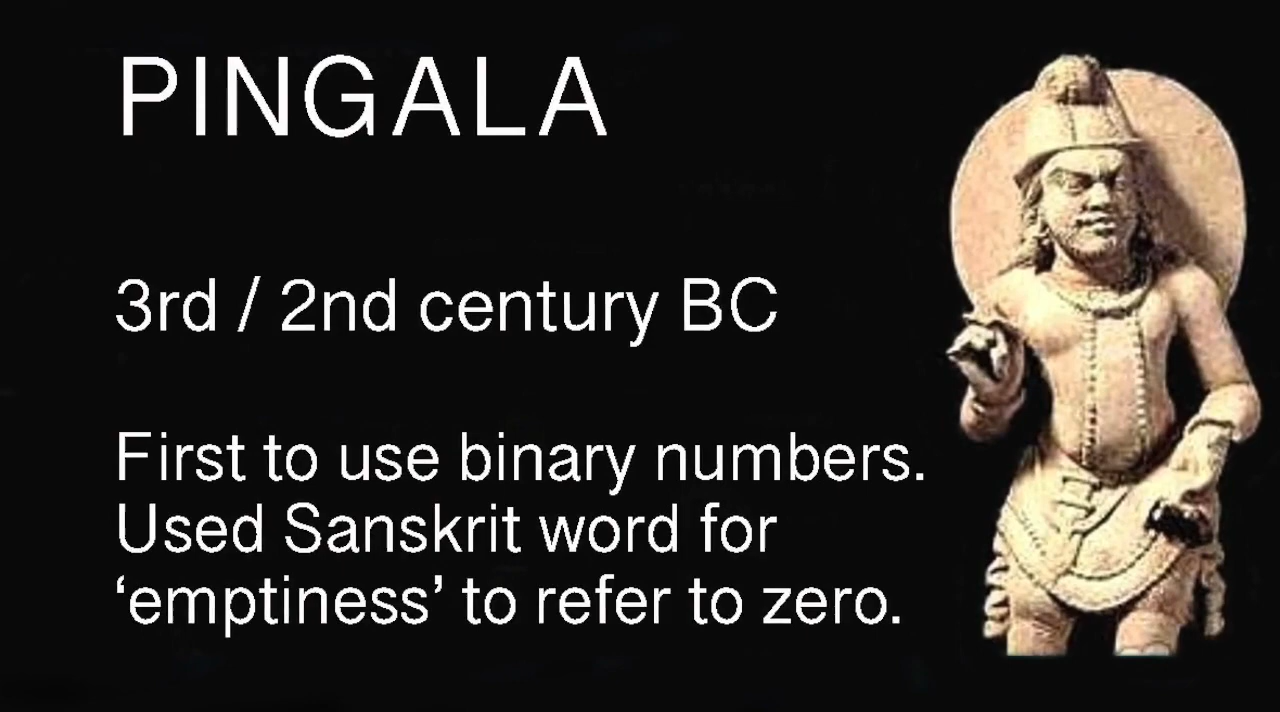 PINGALA
3rd / 2nd century BC
First to use binary numbers.
Used Sanskrit word for
‘emptiness’ to refer to zero.